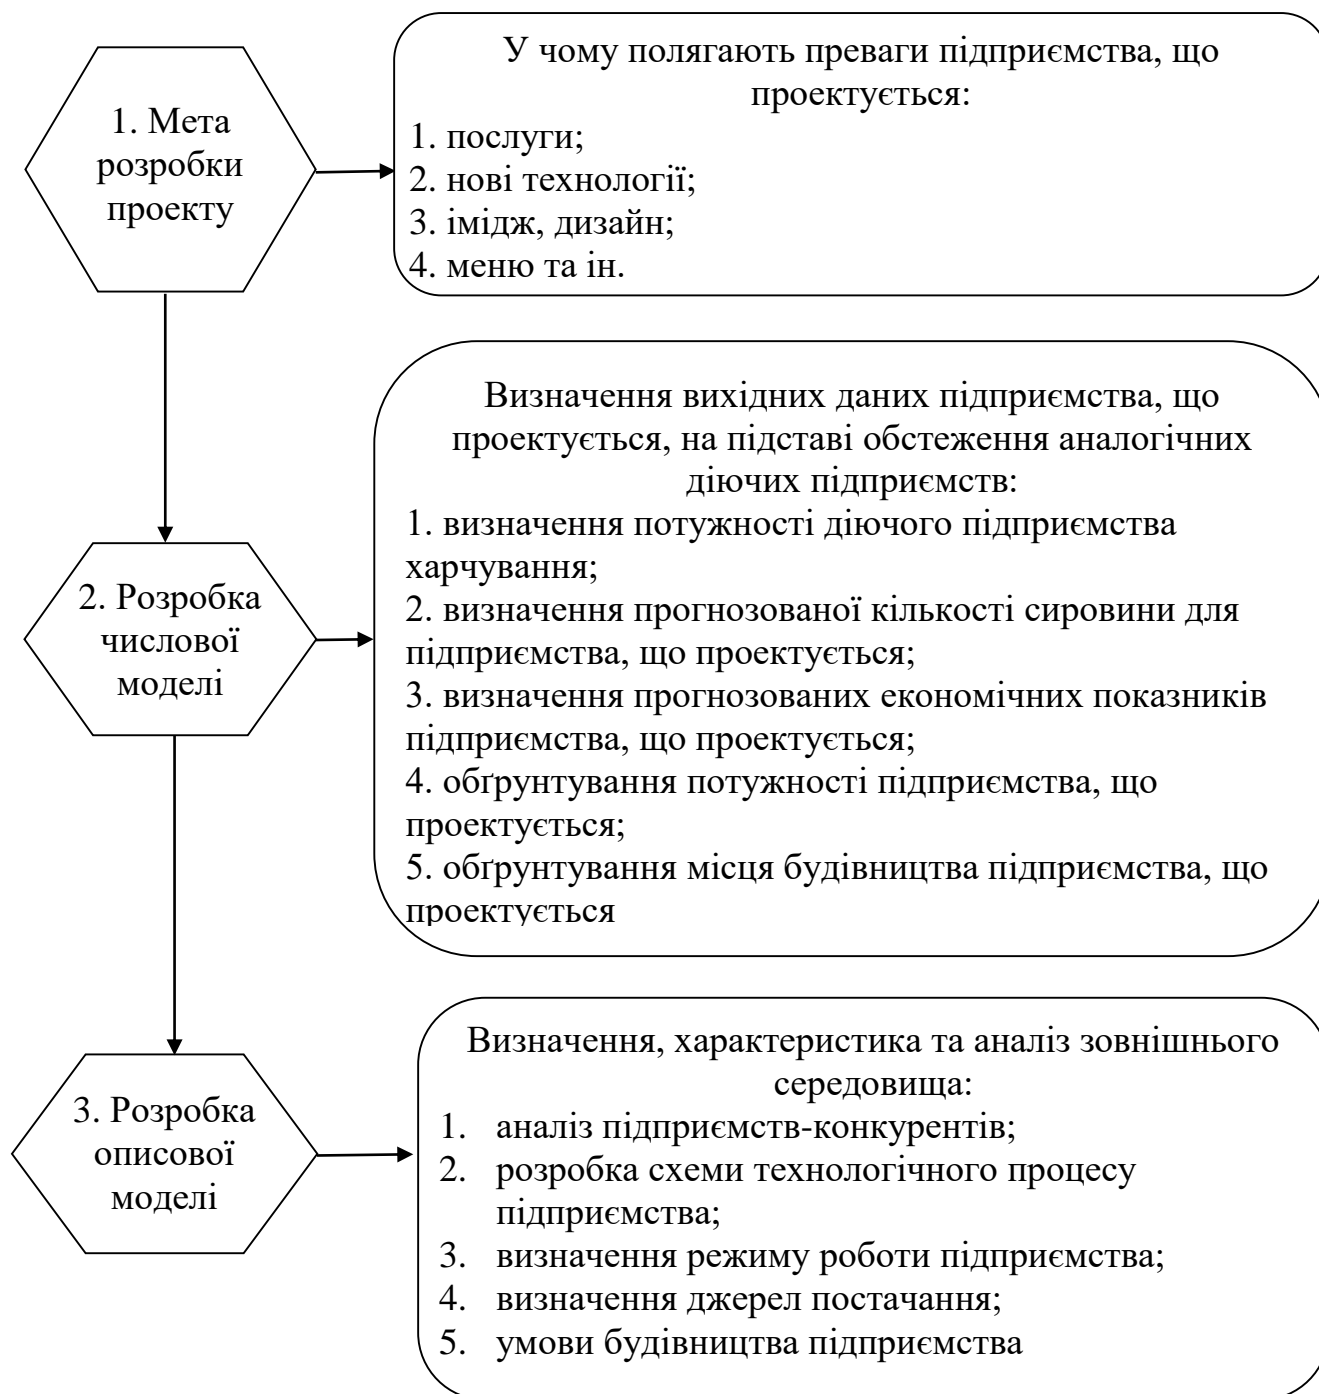 1. Мета
розробки
проекту
У чому полягають преваги підприємства, що
проектується:
1. послуги;
2. нові технології;
3. імідж, дизайн;
4. меню та ін.
2. Розробка
числової
моделі
Визначення вихідних даних підприємства, що
проектується, на підставі обстеження аналогічних
діючих підприємств:
1. визначення потужності діючого підприємства
харчування;
2. визначення прогнозованої кількості сировини для
підприємства, що проектується;
3. визначення прогнозованих економічних показників
підприємства, що проектується;
4. обґрунтування потужності підприємства, що
проектується;
5. обґрунтування місця будівництва підприємства, що
проектується
3. Розробка
описової
моделі
Визначення, характеристика та аналіз зовнішнього
середовища:
1. аналіз підприємств-конкурентів;
2. розробка схеми технологічного процесу
підприємства;
3. визначення режиму роботи підприємства;
4. визначення джерел постачання;
5. умови будівництва підприємства